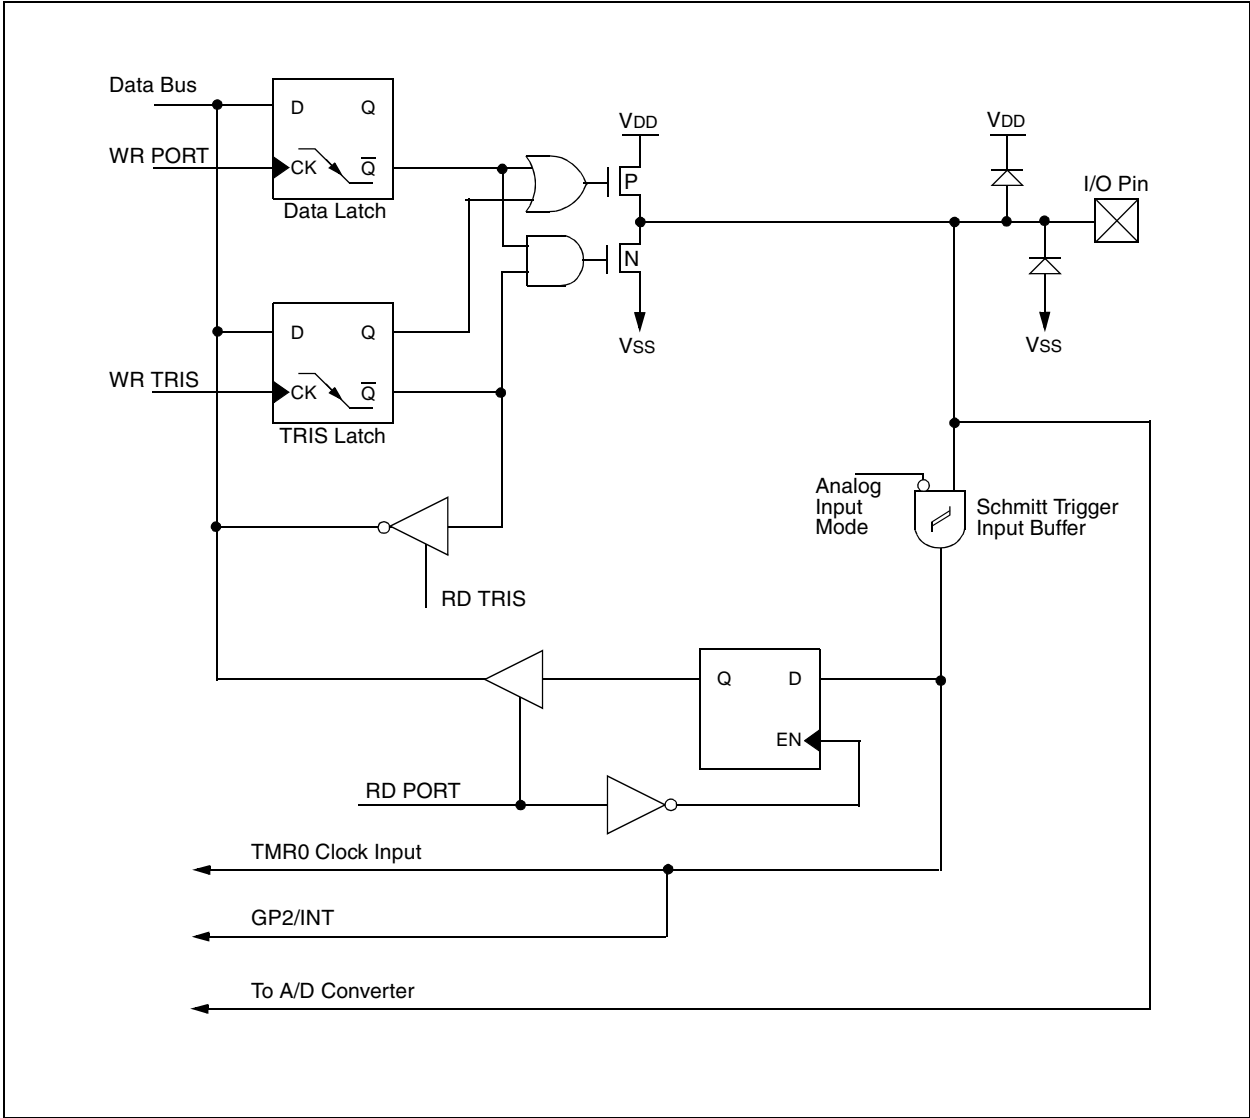 Data Bus
D Q
WR PORT
CK Q̅
Data Latch
VDD
P
N
VSS
VDD
I/O Pin
VSS
D Q
WR TRIS
CK Q̅
TRIS Latch
Analog
Input
Mode
Schmitt Trigger
Input Buffer
RD TRIS
Q D
EN
RD PORT
TMR0 Clock Input
GP2/INT
To A/D Converter